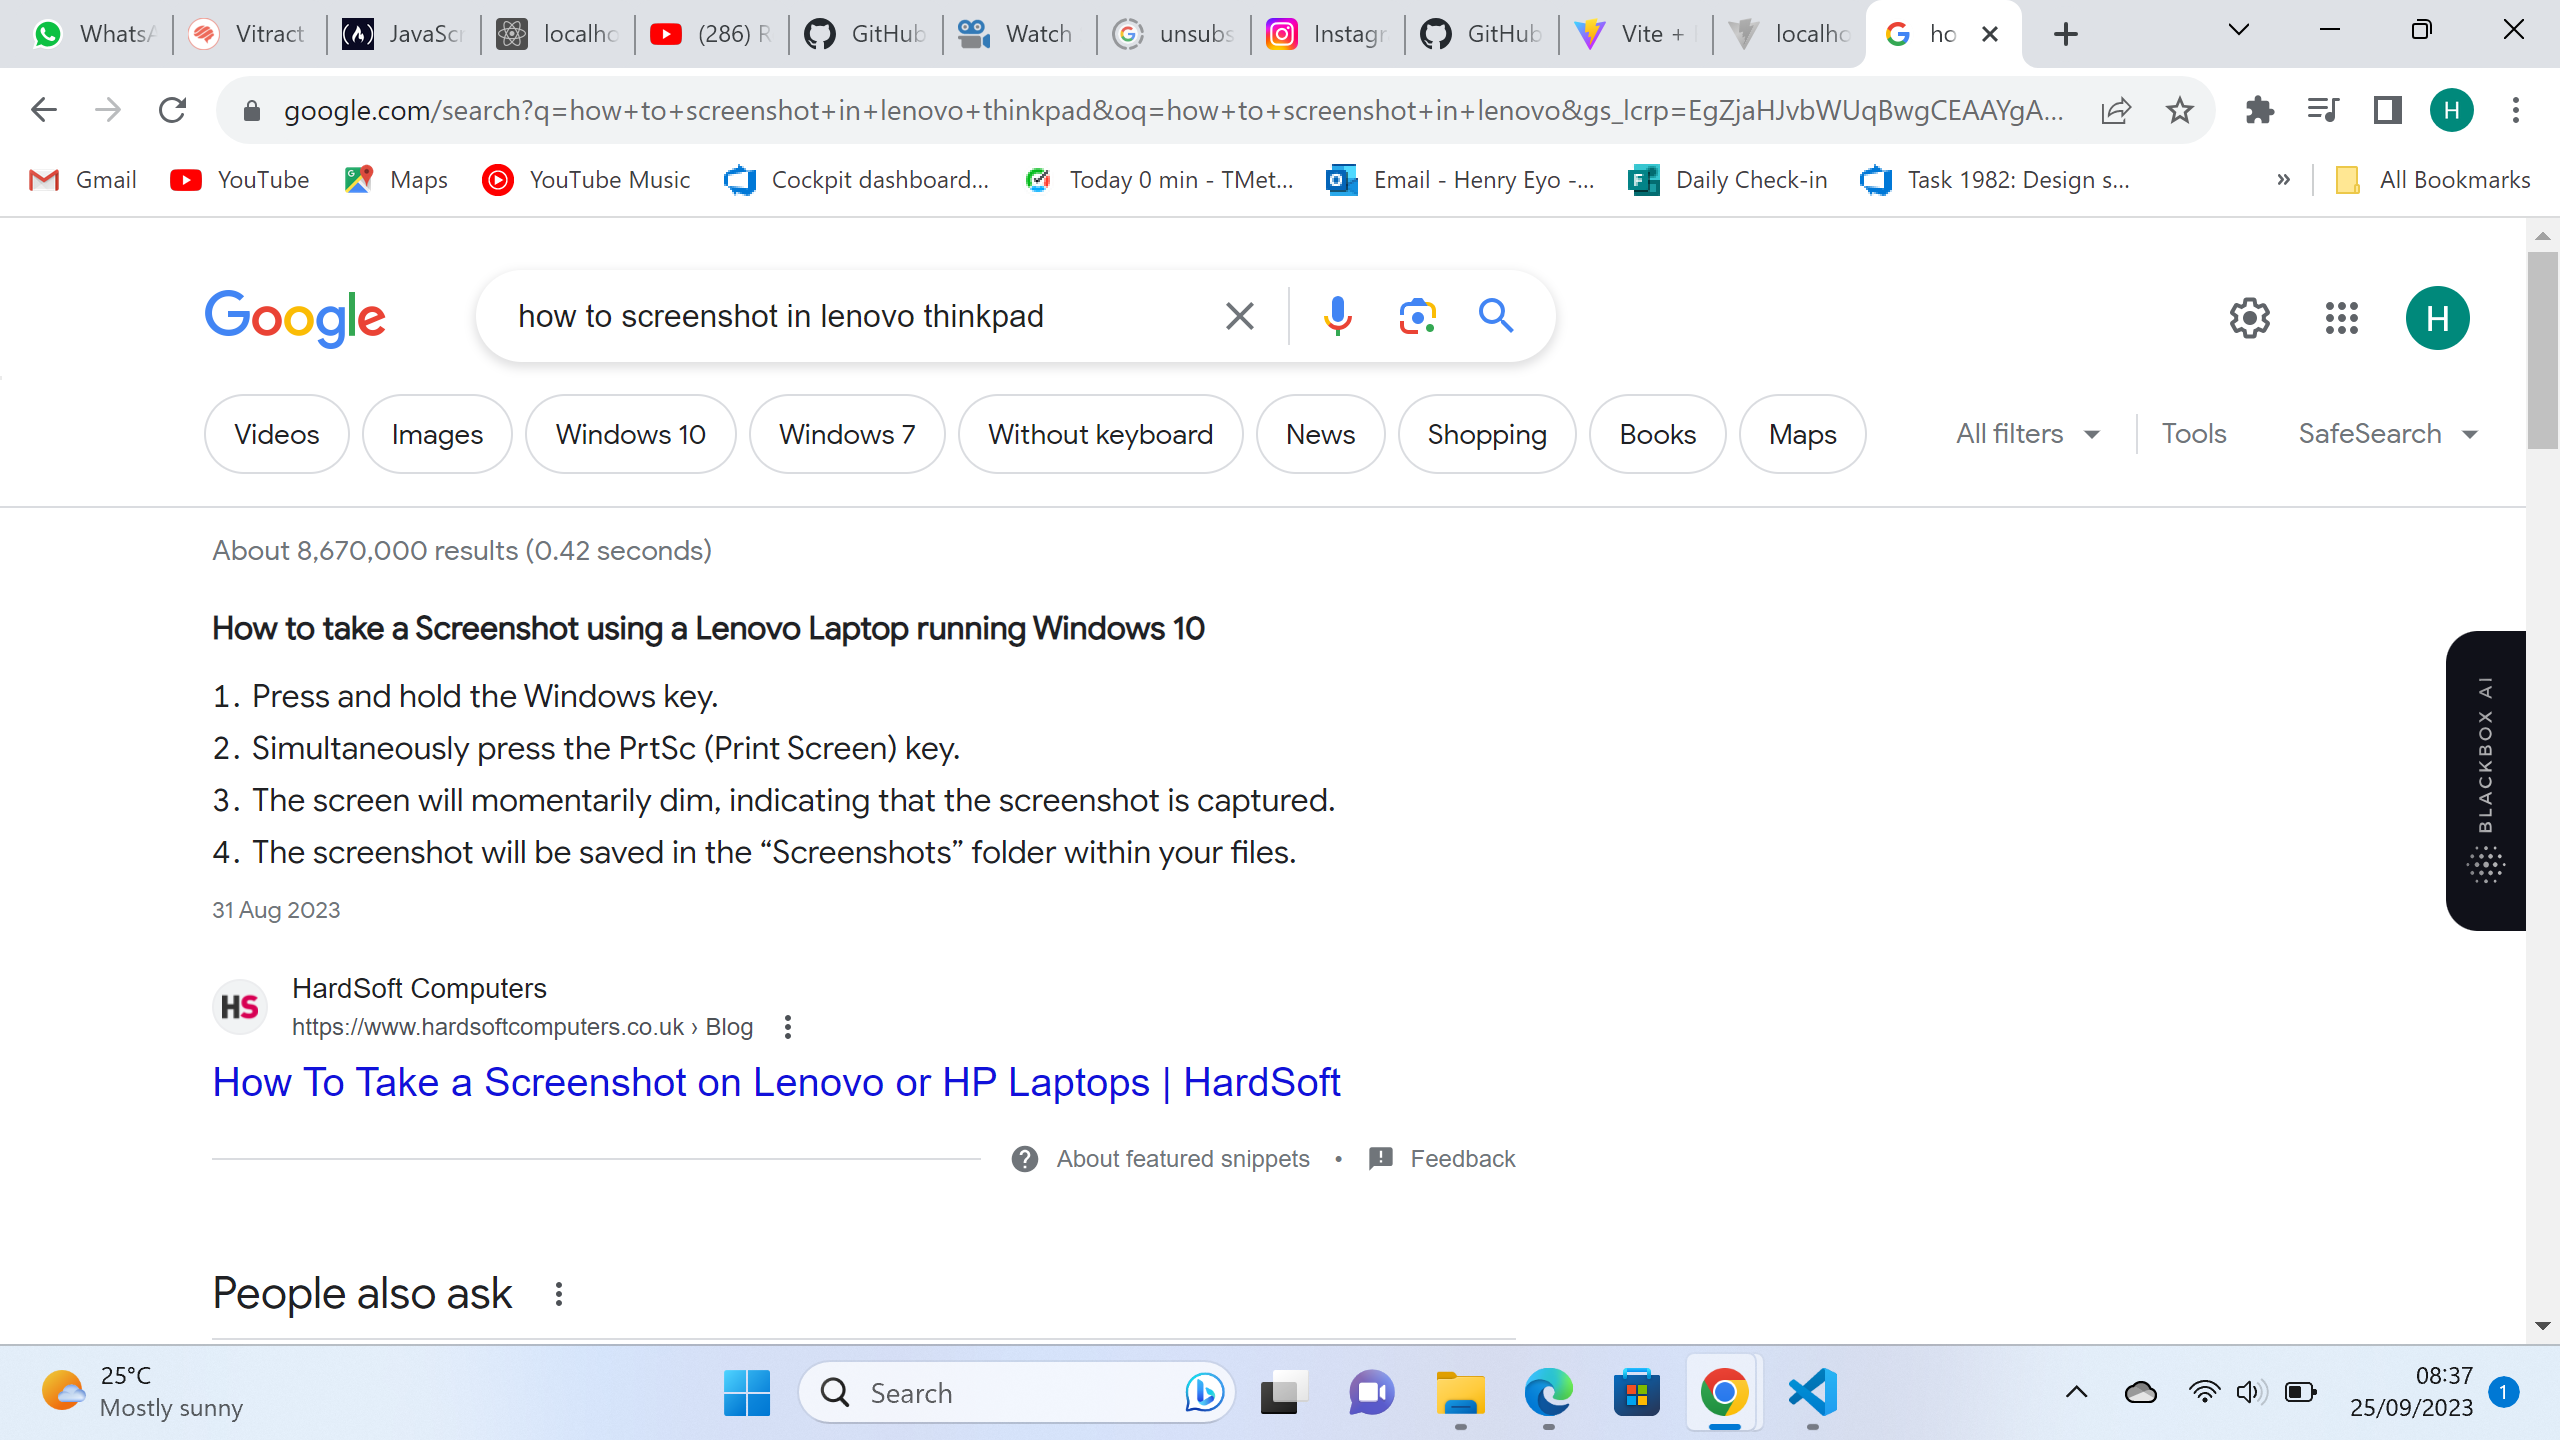 WhatsA
Vitract
JavaScr
localho
(286) R
GitHub
Watch
unsubs
Instagr
GitHub
Vite +
localho
ho
google.com/search?q=how+to+screenshot+in+lenovo+thinkpad&oq=how+to+screenshot+in+lenovo&gs_lcrp=EgZjaHJvbWUqBwgCEAAYgA...
H
Gmail
YouTube
Maps
YouTube Music
Cockpit dashboard...
Today 0 min - TMet...
Email - Henry Eyo -...
Daily Check-in
Task 1982: Design s...
»
All Bookmarks
Google
how to screenshot in lenovo thinkpad
H
Videos
Images
Windows 10
Windows 7
Without keyboard
News
Shopping
Books
Maps
All filters
Tools
SafeSearch
About 8,670,000 results (0.42 seconds)
How to take a Screenshot using a Lenovo Laptop running Windows 10
1. Press and hold the Windows key.
2. Simultaneously press the PrtSc (Print Screen) key.
3. The screen will momentarily dim, indicating that the screenshot is captured.
4. The screenshot will be saved in the “Screenshots” folder within your files.
31 Aug 2023
BLACKBOX AI
HS
HardSoft Computers
https://www.hardsoftcomputers.co.uk › Blog
How To Take a Screenshot on Lenovo or HP Laptops | HardSoft
About featured snippets • Feedback
People also ask
25°C
Mostly sunny
Search
08:37
25/09/2023
1